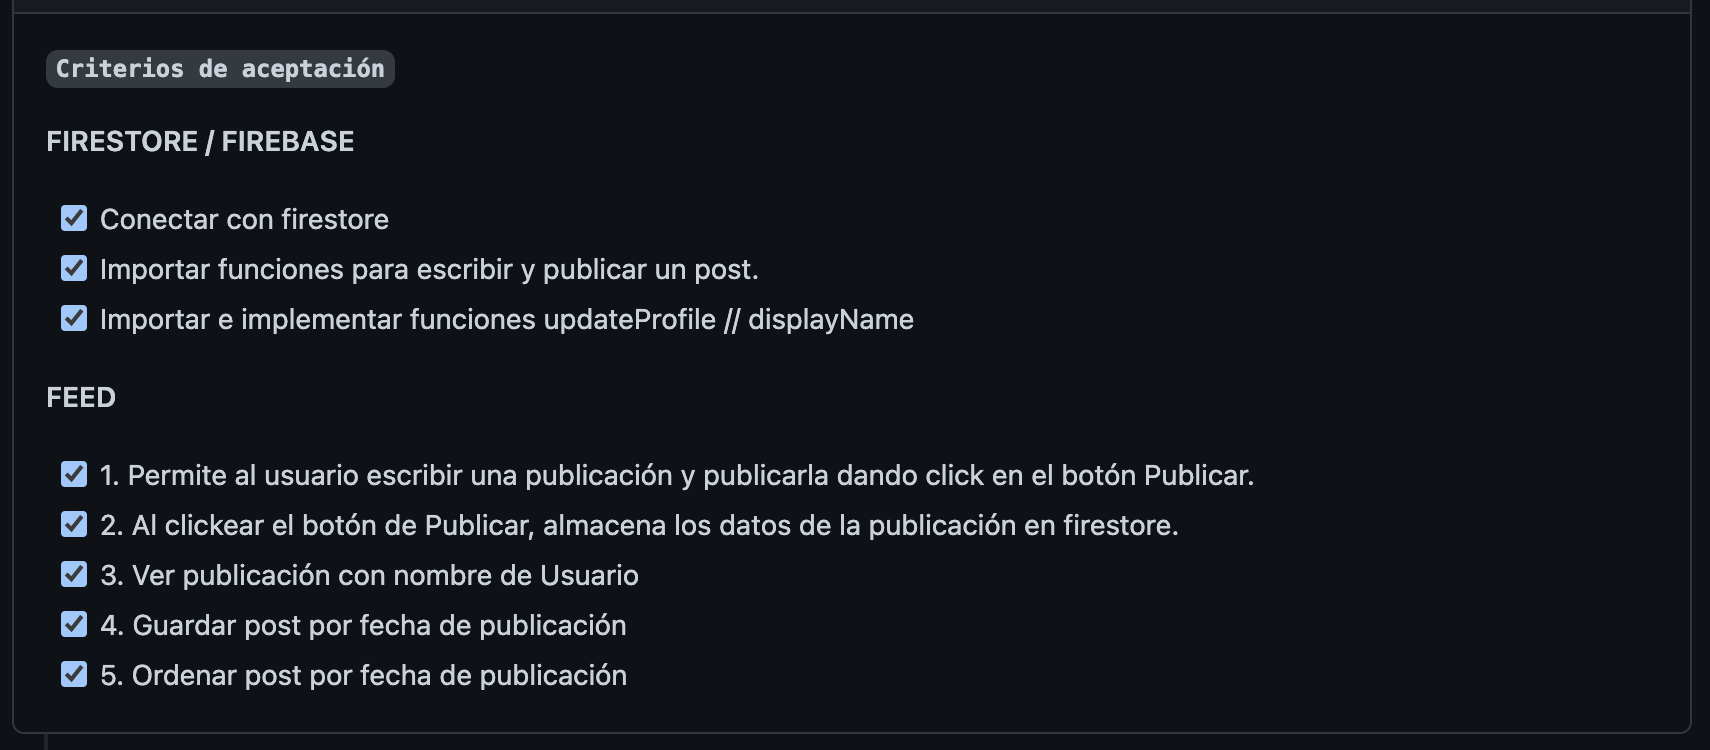 Criterios de aceptación
FIRESTORE / FIREBASE
Conectar con firestore
Importar funciones para escribir y publicar un post.
Importar e implementar funciones updateProfile // displayName
FEED
1. Permite al usuario escribir una publicación y publicarla dando click en el botón Publicar.
2. Al clickear el botón de Publicar, almacena los datos de la publicación en firestore.
3. Ver publicación con nombre de Usuario
4. Guardar post por fecha de publicación
5. Ordenar post por fecha de publicación